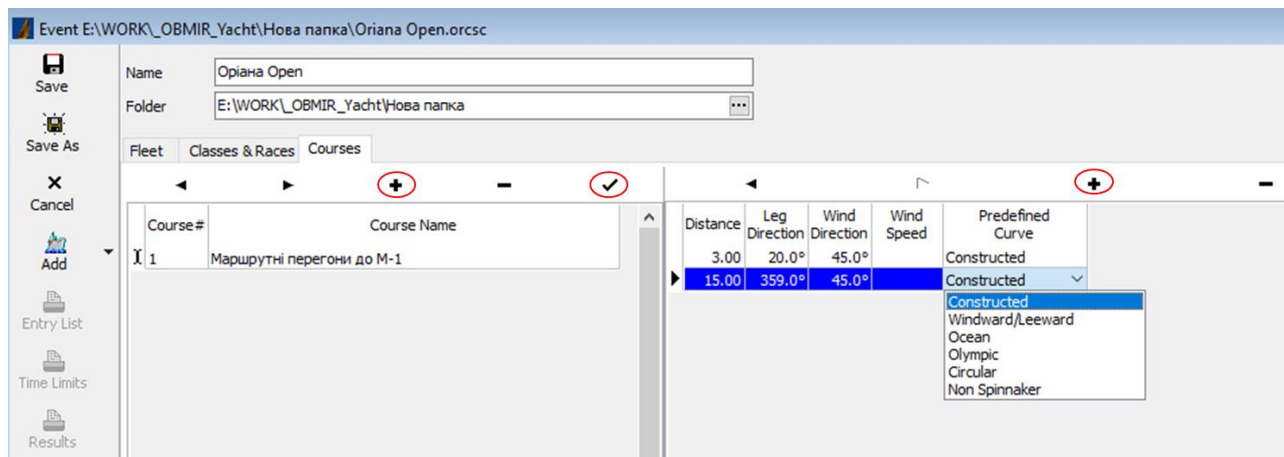 Event E:\WORK\_OBMIR_Yacht\Нова папка\Oriana Open.orcsc
Save
Save As
Cancel
Add
Entry List
Time Limits
Results
Name Оріана Open
Folder E:\WORK\_OBMIR_Yacht\Нова папка ...
Fleet Classes & Races Courses
Course# Course Name
1 Маршрутні перегони до М-1
Distance Leg Direction Wind Direction Wind Speed Predefined Curve
3.00 20.0° 45.0° Constructed
15.00 359.0° 45.0° Constructed
Constructed
Windward/Leeward
Ocean
Olympic
Circular
Non Spinnaker